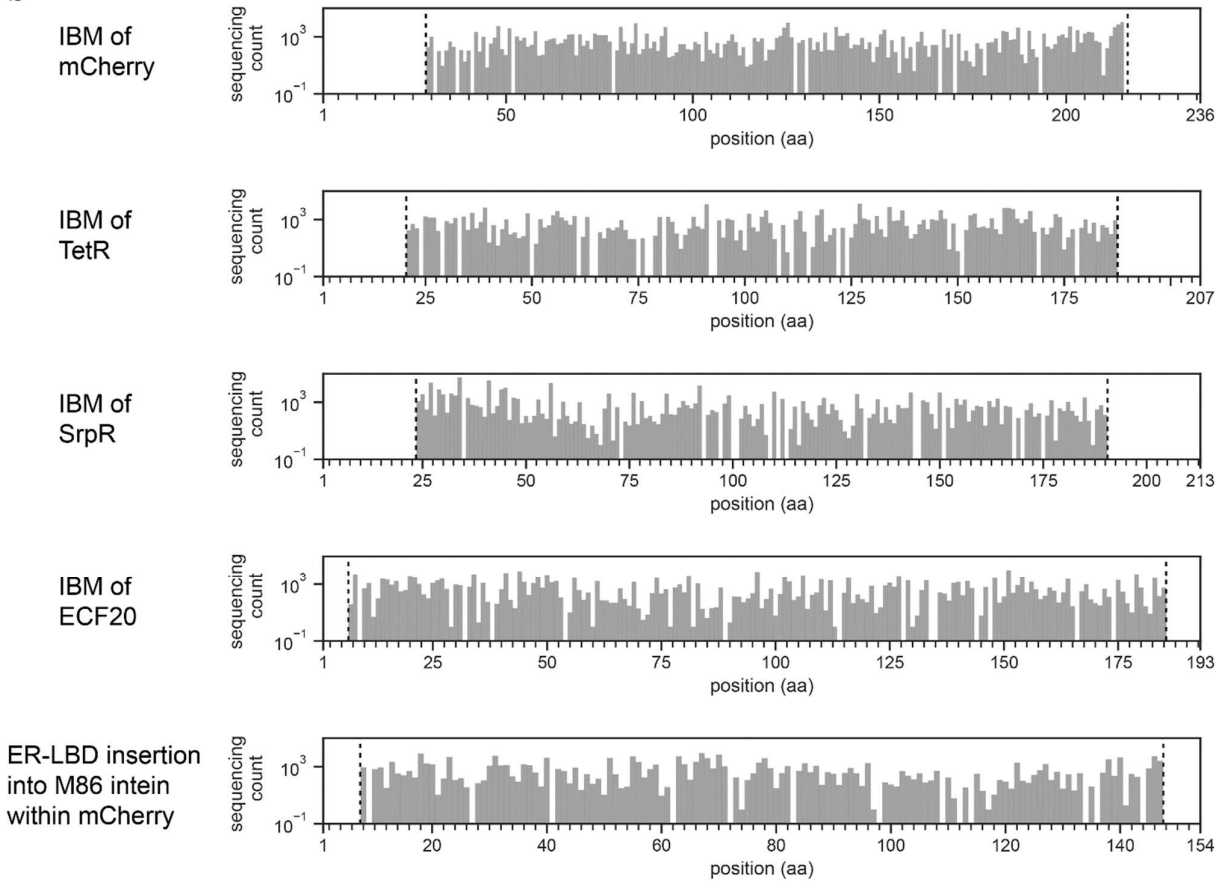 IBM of
mCherry
sequencing
count
10^3
10^-1
1 50 100 150 200 236
position (aa)
IBM of
TetR
sequencing
count
10^3
10^-1
1 25 50 75 100 125 150 175 207
position (aa)
IBM of
SrpR
sequencing
count
10^3
10^-1
1 25 50 75 100 125 150 175 200 213
position (aa)
IBM of
ECF20
sequencing
count
10^3
10^-1
1 25 50 75 100 125 150 175 193
position (aa)
ER-LBD insertion
into M86 intein
within mCherry
sequencing
count
10^3
10^-1
1 20 40 60 80 100 120 140 154
position (aa)